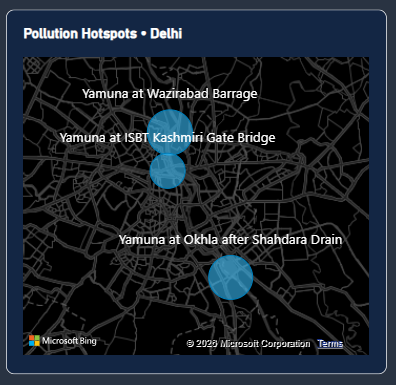 Pollution Hotspots • Delhi
Yamuna at Wazirabad Barrage
Yamuna at ISBT Kashmiri Gate Bridge
Yamuna at Okhla after Shahdara Drain
Microsoft Bing
© 2026 Microsoft Corporation Terms